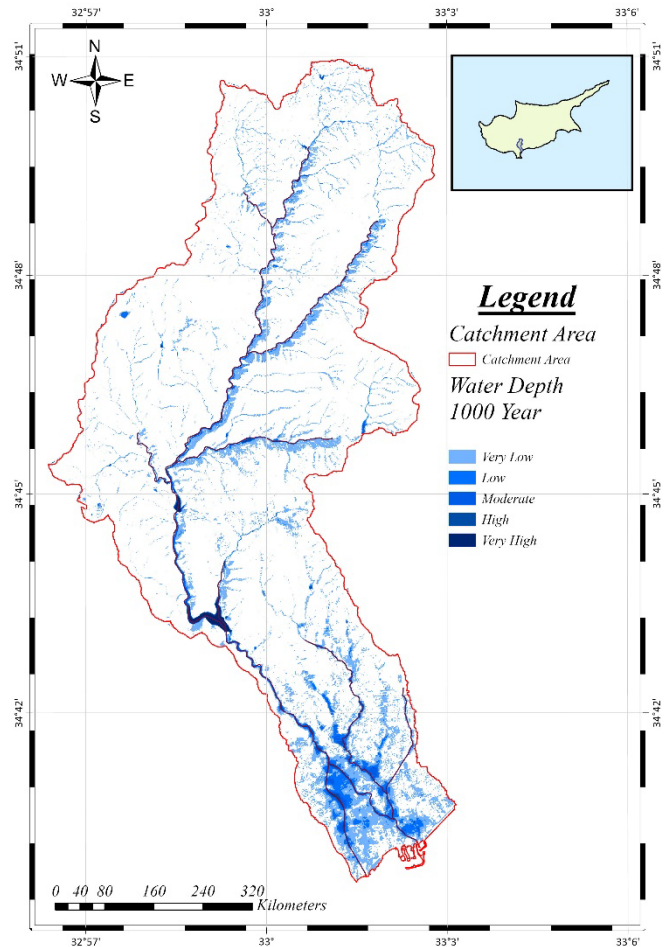 32°57' 33° 33°3' 33°6'
34°51'
34°51'
N
W E
S
34°48'
34°48'
Legend
Catchment Area
Catchment Area
Water Depth
1000 Year
Very Low
Low
Moderate
High
Very High
34°45'
34°45'
34°42'
34°42'
0 40 80 160 240 320
Kilometers
32°57' 33° 33°3' 33°6'